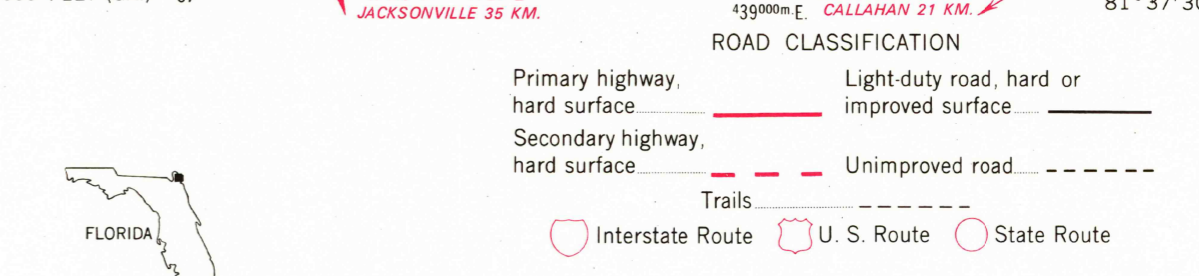 JACKSONVILLE 35 KM.
439000m.E.
CALLAHAN 21 KM.
ROAD CLASSIFICATION
Primary highway,
hard surface
Light-duty road, hard or
improved surface
Secondary highway,
hard surface
Unimproved road
Trails
FLORIDA
Interstate Route
U. S. Route
State Route